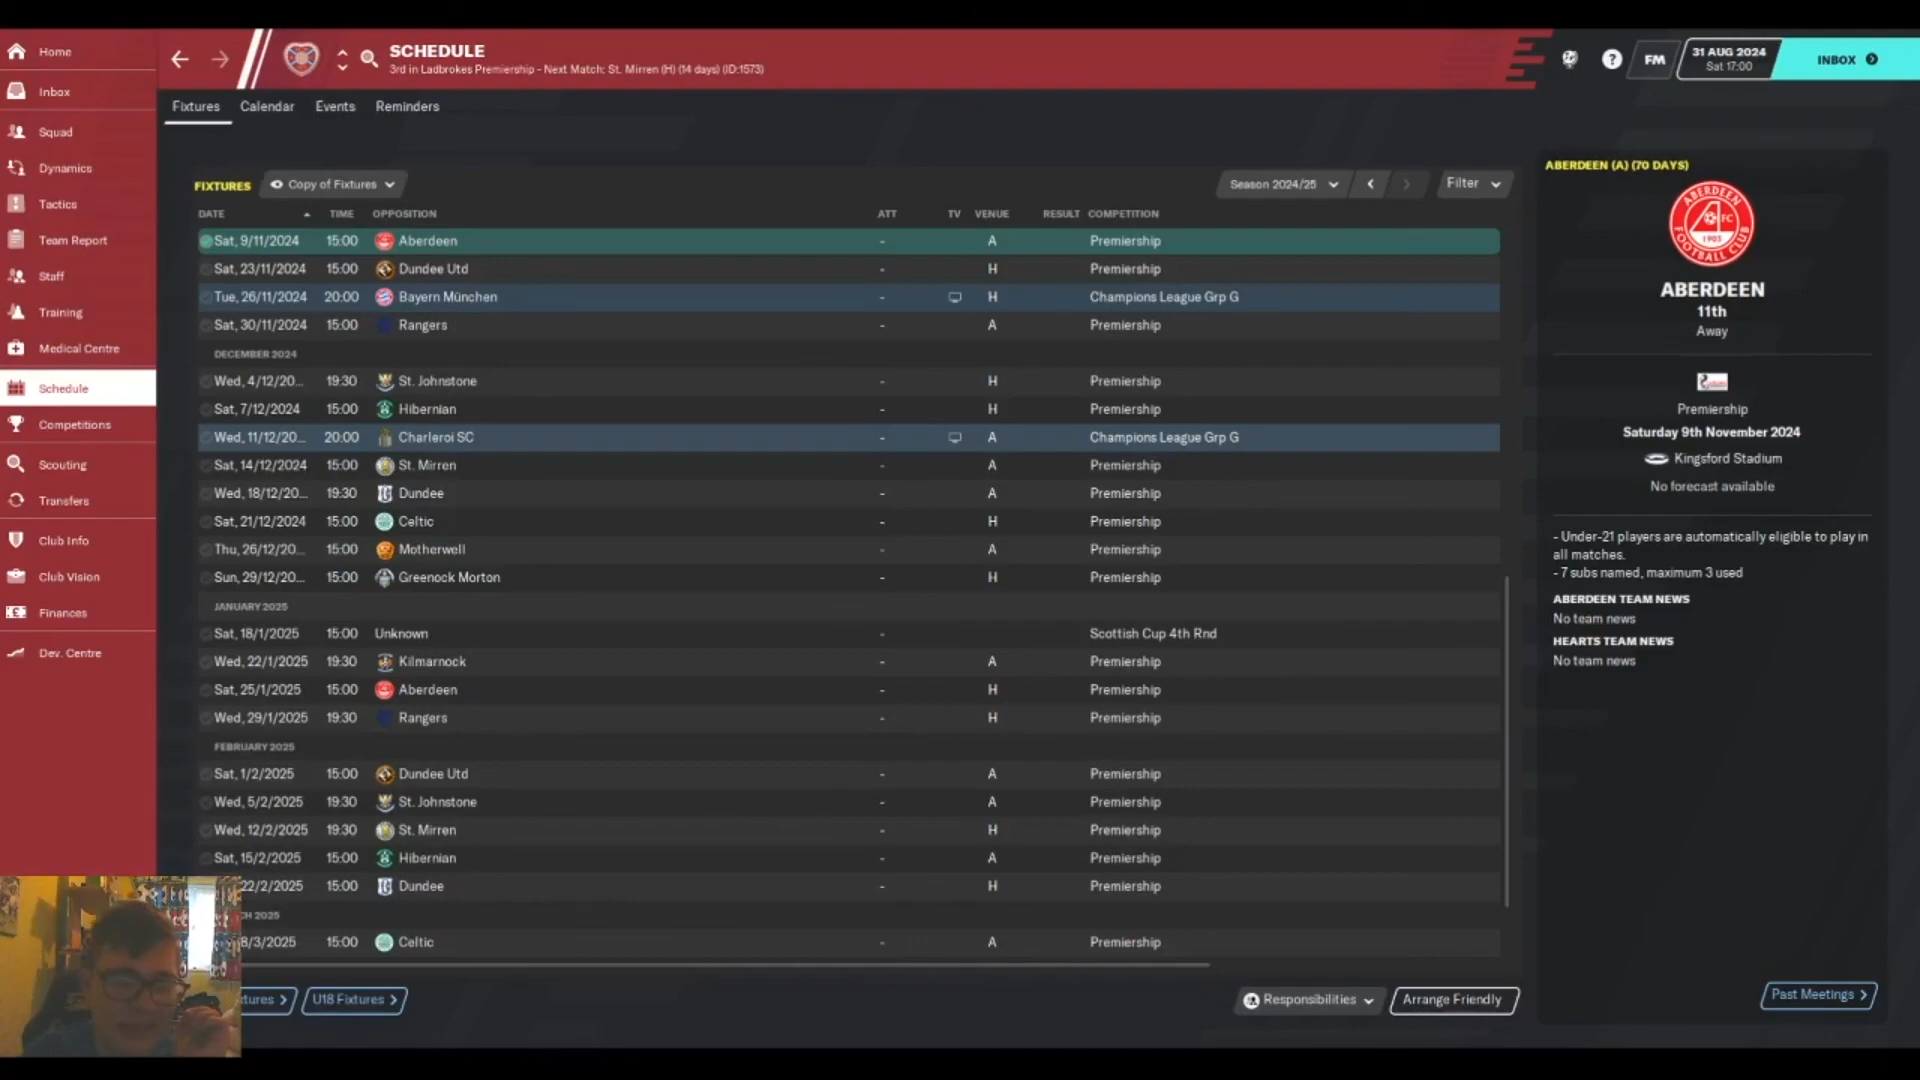 Home
Inbox
Squad
Dynamics
Tactics
Team Report
Staff
Training
Medical Centre
Schedule
Competitions
Scouting
Transfers
Club Info
Club Vision
Finances
Dev. Centre
SCHEDULE
3rd in Ladbrokes Premiership - Next Match: St. Mirren (H) (14 days) (ID:1573)
FM
31 AUG 2024
Sat 17:00
INBOX
Fixtures Calendar Events Reminders
FIXTURES Copy of Fixtures Season 2024/25 Filter
DATE TIME OPPOSITION ATT TV VENUE RESULT COMPETITION
Sat, 9/11/2024 15:00 Aberdeen - A Premiership
Sat, 23/11/2024 15:00 Dundee Utd - H Premiership
Tue, 26/11/2024 20:00 Bayern München - H Champions League Grp G
Sat, 30/11/2024 15:00 Rangers - A Premiership
DECEMBER 2024
Wed, 4/12/20... 19:30 St. Johnstone - H Premiership
Sat, 7/12/2024 15:00 Hibernian - H Premiership
Wed, 11/12/20... 20:00 Charleroi SC - A Champions League Grp G
Sat, 14/12/2024 15:00 St. Mirren - A Premiership
Wed, 18/12/20... 19:30 Dundee - A Premiership
Sat, 21/12/2024 15:00 Celtic - H Premiership
Thu, 26/12/20... 15:00 Motherwell - A Premiership
Sun, 29/12/20... 15:00 Greenock Morton - H Premiership
JANUARY 2025
Sat, 18/1/2025 15:00 Unknown - Scottish Cup 4th Rnd
Wed, 22/1/2025 19:30 Kilmarnock - A Premiership
Sat, 25/1/2025 15:00 Aberdeen - H Premiership
Wed, 29/1/2025 19:30 Rangers - H Premiership
FEBRUARY 2025
Sat, 1/2/2025 15:00 Dundee Utd - A Premiership
Wed, 5/2/2025 19:30 St. Johnstone - A Premiership
Wed, 12/2/2025 19:30 St. Mirren - H Premiership
Sat, 15/2/2025 15:00 Hibernian - A Premiership
22/2/2025 15:00 Dundee - H Premiership
CH 2025
8/3/2025 15:00 Celtic - A Premiership
tures U18 Fixtures Responsibilities Arrange Friendly
ABERDEEN (A) (70 DAYS)
ABERDEEN
FC
1903
FOOTBALL CLUB
ABERDEEN
11th
Away
Premiership
Saturday 9th November 2024
Kingsford Stadium
No forecast available
- Under-21 players are automatically eligible to play in
all matches.
- 7 subs named, maximum 3 used
ABERDEEN TEAM NEWS
No team news
HEARTS TEAM NEWS
No team news
Past Meetings